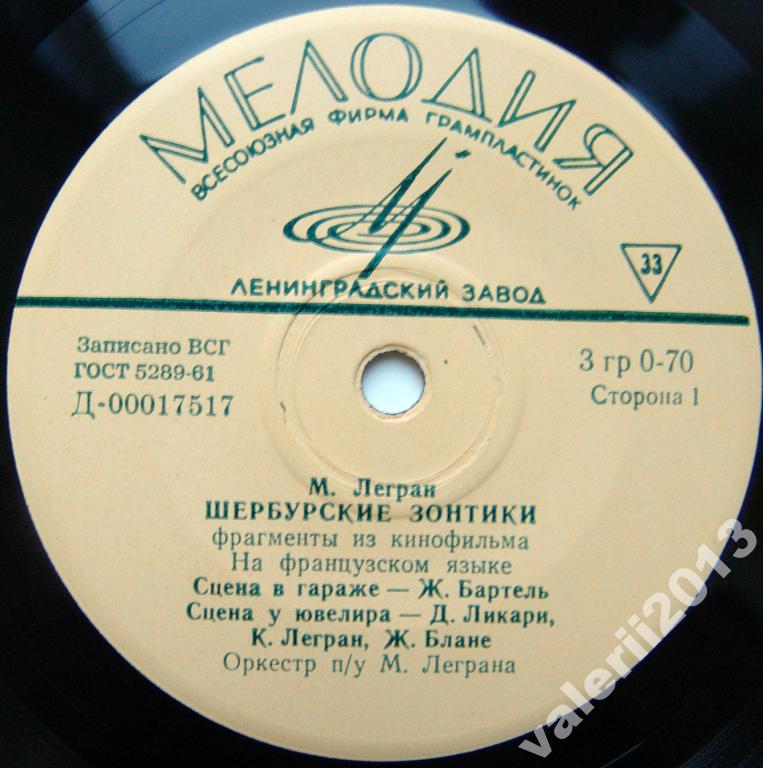 МЕЛОДИЯ
ВСЕСОЮЗНАЯ ФИРМА ГРАМПЛАСТИНОК
33
ЛЕНИНГРАДСКИЙ ЗАВОД
Записано ВСГ
ГОСТ 5289-61
Д-00017517
3 гр 0-70
Сторона 1
М. Легран
ШЕРБУРСКИЕ ЗОНТИКИ
фрагменты из кинофильма
На французском языке
Сцена в гараже — Ж. Бартель
Сцена у ювелира — Д. Ликари,
К. Легран, Ж. Блане
Оркестр п/у М. Леграна
valerii2013